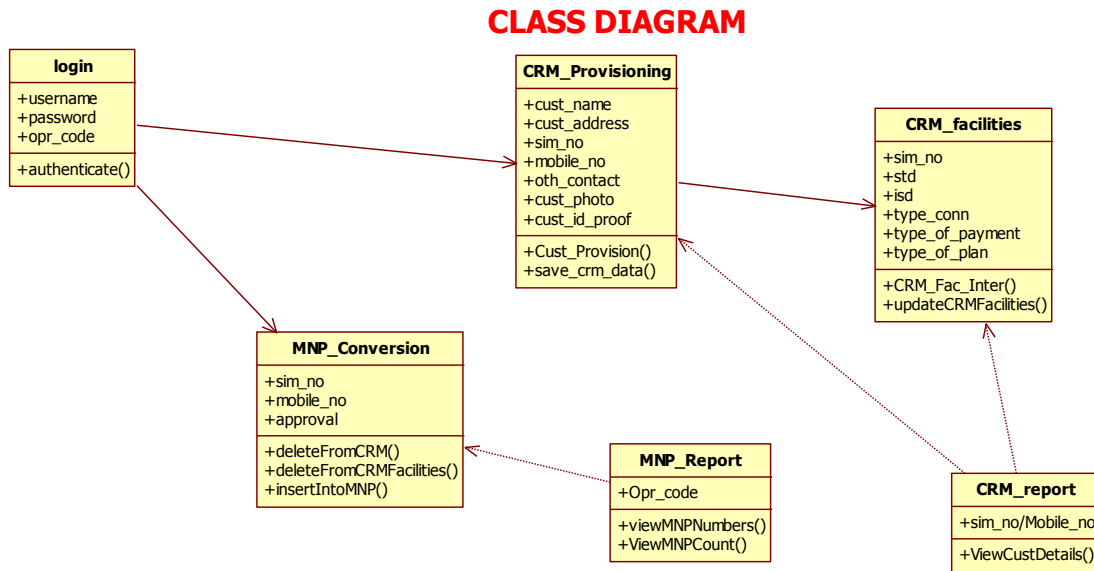 CLASS DIAGRAM
login
+username
+password
+opr_code
+authenticate()
CRM_Provisioning
+cust_name
+cust_address
+sim_no
+mobile_no
+oth_contact
+cust_photo
+cust_id_proof
+Cust_Provision()
+save_crm_data()
CRM_facilities
+sim_no
+std
+isd
+type_conn
+type_of_payment
+type_of_plan
+CRM_Fac_Inter()
+updateCRMFacilities()
MNP_Conversion
+sim_no
+mobile_no
+approval
+deleteFromCRM()
+deleteFromCRMFacilities()
+insertIntoMNP()
MNP_Report
+Opr_code
+viewMNPNumbers()
+ViewMNPCount()
CRM_report
+sim_no/Mobile_no
+ViewCustDetails()